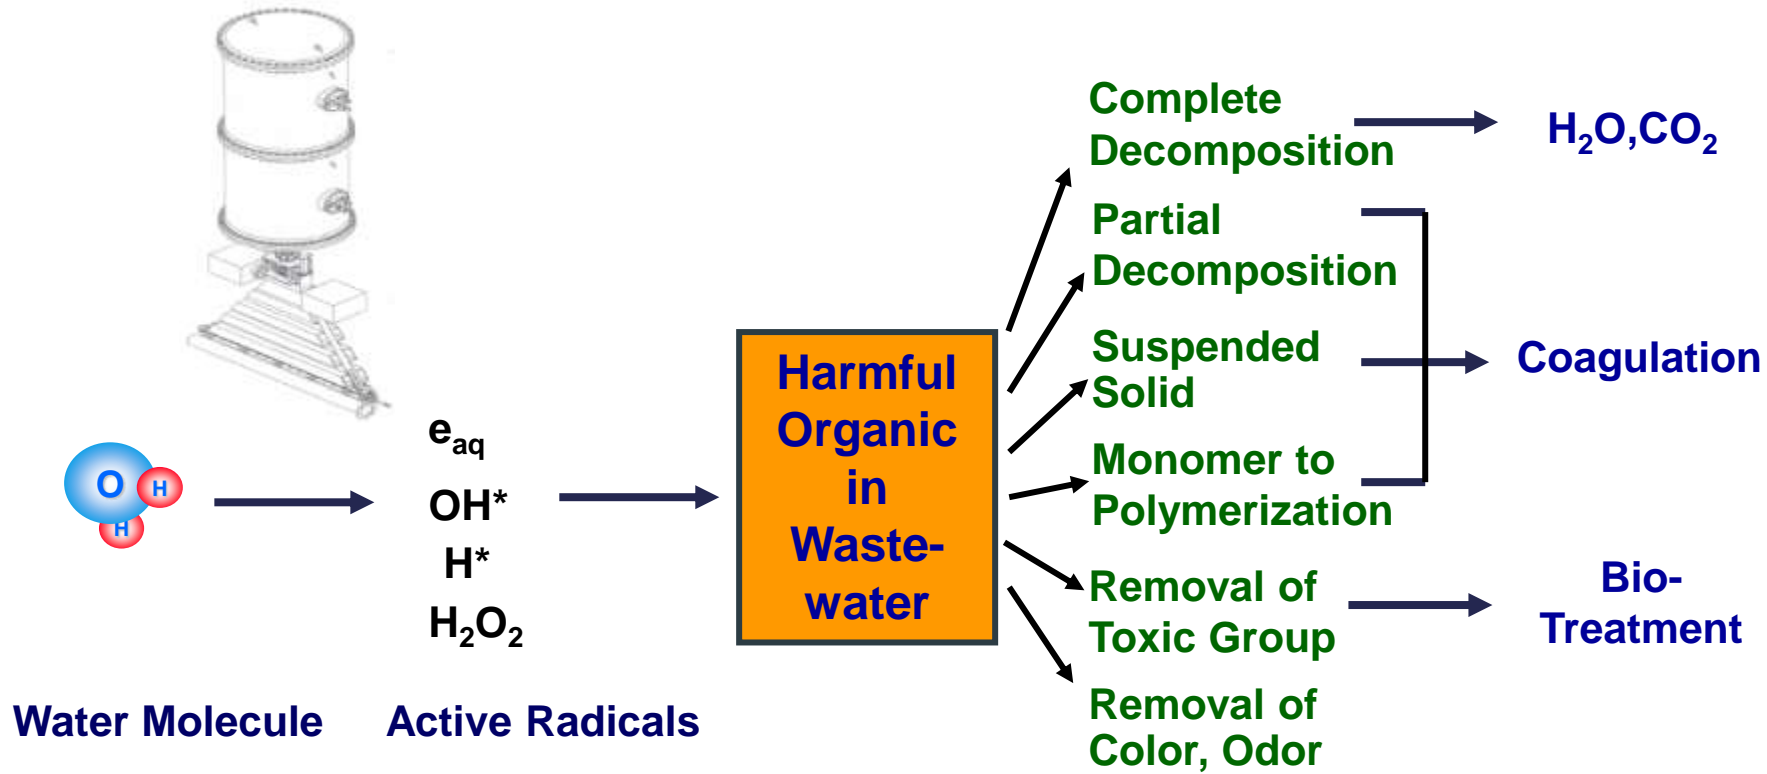 O
H
H
Water Molecule
e_aq
OH*
H*
H₂O₂
Active Radicals
Harmful
Organic
in
Waste-
water
Complete
Decomposition
H₂O,CO₂
Partial
Decomposition
Suspended
Solid
Monomer to
Polymerization
Coagulation
Removal of
Toxic Group
Bio-
Treatment
Removal of
Color, Odor